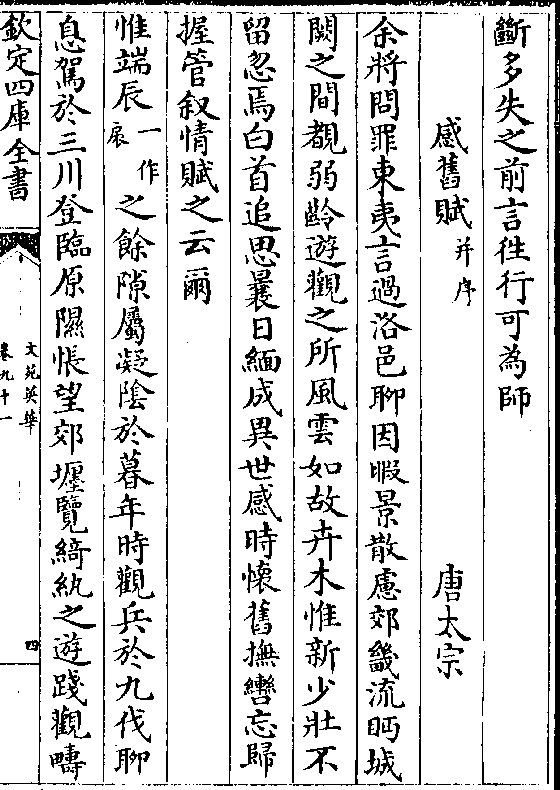 斷多失之前言徃行可為師
感舊賦并序　唐太宗
余將問罪東夷言過洛邑聊因暇景散慮郊畿流眄城
闕之間覩弱齡遊觀之所風雲如故卉木惟新少壯不
留忽焉白首追思曩日緬成異世感時懷舊撫轡忘歸
握管叙情賦之云爾
惟端辰一作扆之餘隙屬凝陰於暮年時觀兵於九伐聊
息駕於三川登臨原隰悵望郊壥覽綺紈之遊踐觀疇
欽定四庫全書
文苑英華
卷九十一
四